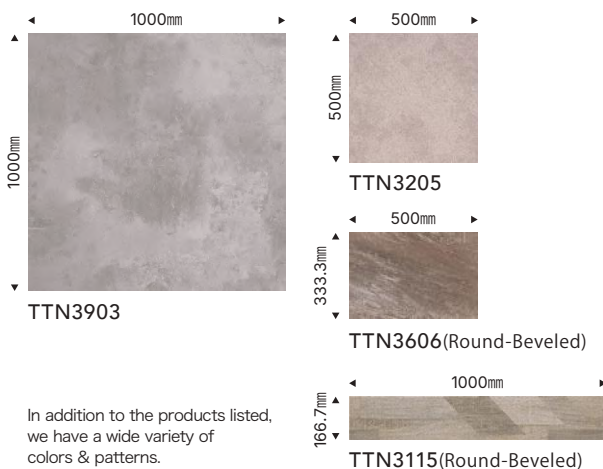 1000㎜
1000㎜
TTN3903
500㎜
500㎜
TTN3205
500㎜
333.3㎜
TTN3606(Round-Beveled)
1000㎜
166.7㎜
TTN3115(Round-Beveled)
In addition to the products listed,
we have a wide variety of
colors & patterns.